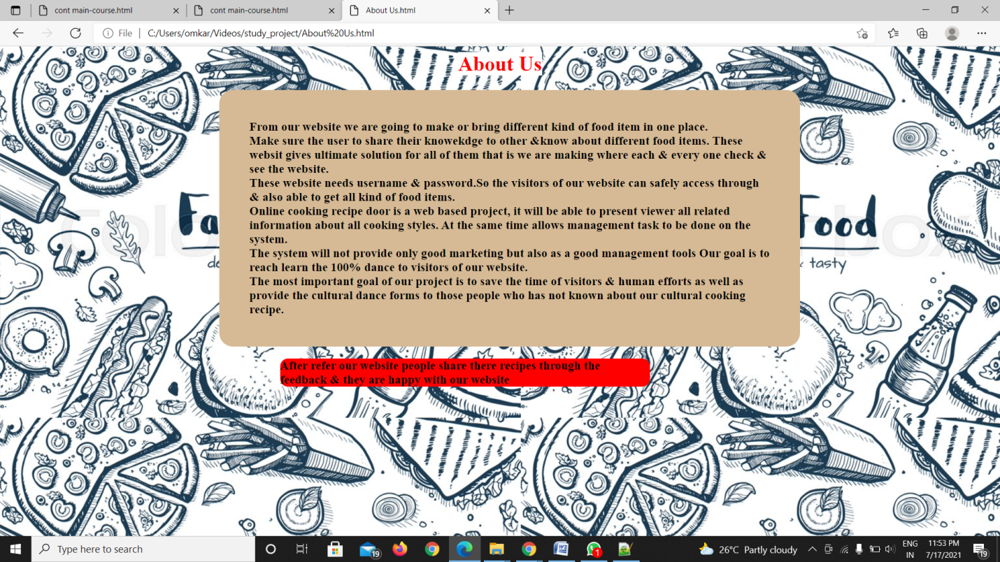 cont main-course.html
cont main-course.html
About Us.html
File
C:/Users/omkar/Videos/study_project/About%20Us.html
About Us
From our website we are going to make or bring different kind of food item in one place.
Make sure the user to share their knowekdge to other &know about different food items. These
websit gives ultimate solution for all of them that is we are making where each & every one check &
see the website.
These website needs username & password.So the visitors of our website can safely access through
& also able to get all kind of food items.
Online cooking recipe door is a web based project, it will be able to present viewer all related
information about all cooking styles. At the same time allows management task to be done on the
system.
The system will not provide only good marketing but also as a good management tools Our goal is to
reach learn the 100% dance to visitors of our website.
The most important goal of our project is to save the time of visitors & human efforts as well as
provide the cultural dance forms to those people who has not known about our cultural cooking
recipe.
Fa
Food
de
& tasty
After refer our website people share there recipes through the
feedback & they are happy with our website
Type here to search
19
1
26°C Partly cloudy
ENG
IN
11:53 PM
7/17/2021
19